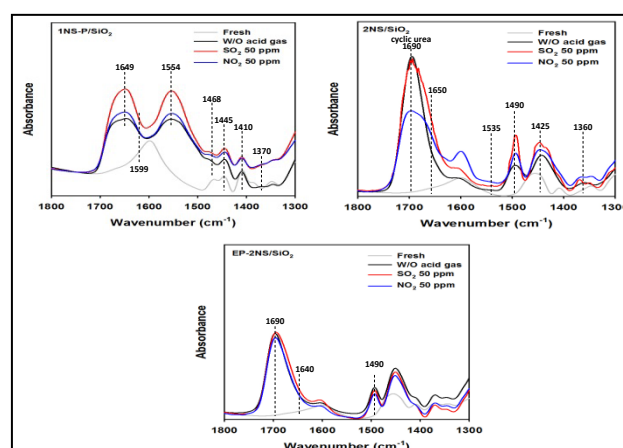 1NS-P/SiO₂
Fresh
W/O acid gas
SO₂ 50 ppm
NO₂ 50 ppm
1649
1554
1468
1445
1410
1370
1599
Absorbance
1800 1700 1600 1500 1400 1300
Wavenumber (cm⁻¹)
2NS/SiO₂
Fresh
W/O acid gas
SO₂ 50 ppm
NO₂ 50 ppm
cyclic urea
1690
1650
1535
1490
1425
1360
Absorbance
1800 1700 1600 1500 1400 1300
Wavenumber (cm⁻¹)
EP-2NS/SiO₂
Fresh
W/O acid gas
SO₂ 50 ppm
NO₂ 50 ppm
1690
1640
1490
Absorbance
1800 1700 1600 1500 1400 1300
Wavenumber (cm⁻¹)